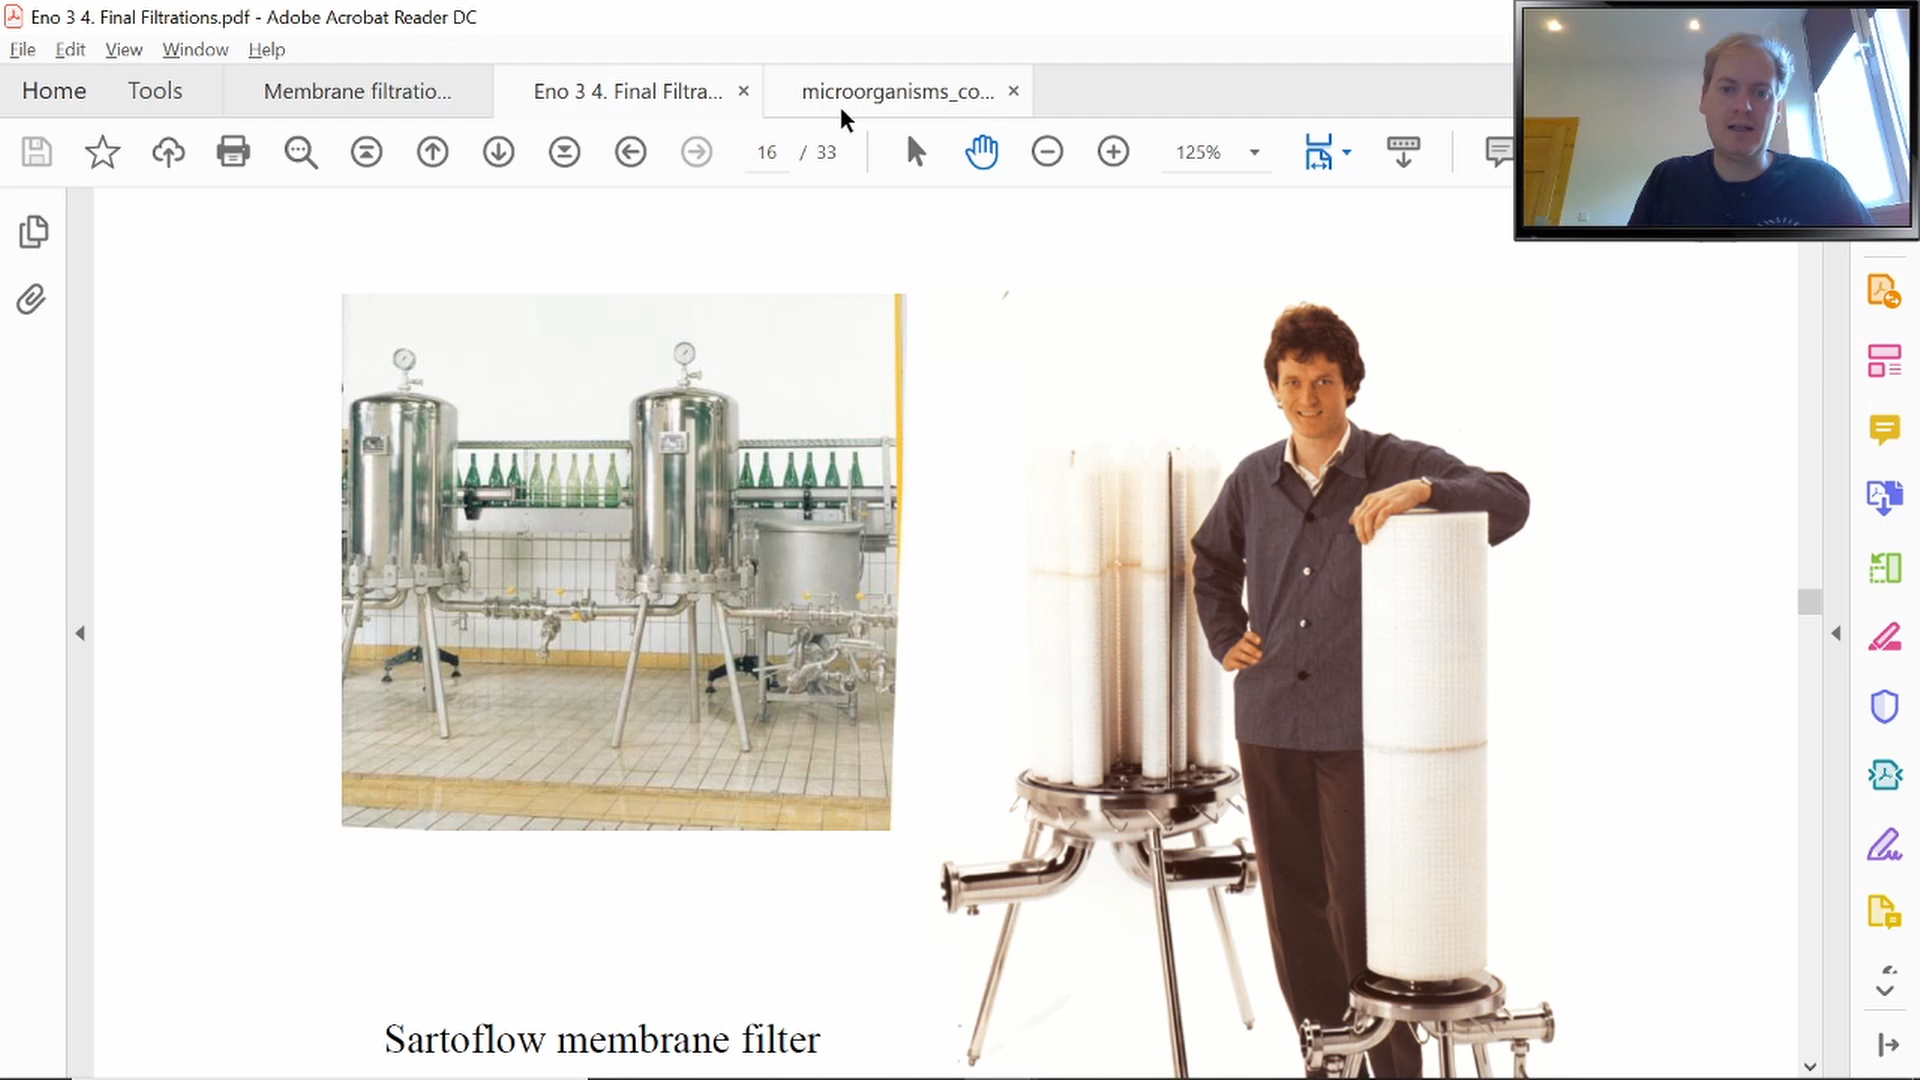 Eno 3 4. Final Filtrations.pdf - Adobe Acrobat Reader DC
File Edit View Window Help
Home Tools Membrane filtratio... Eno 3 4. Final Filtra... microorganisms_co...
16 / 33 125%
Sartoflow membrane filter